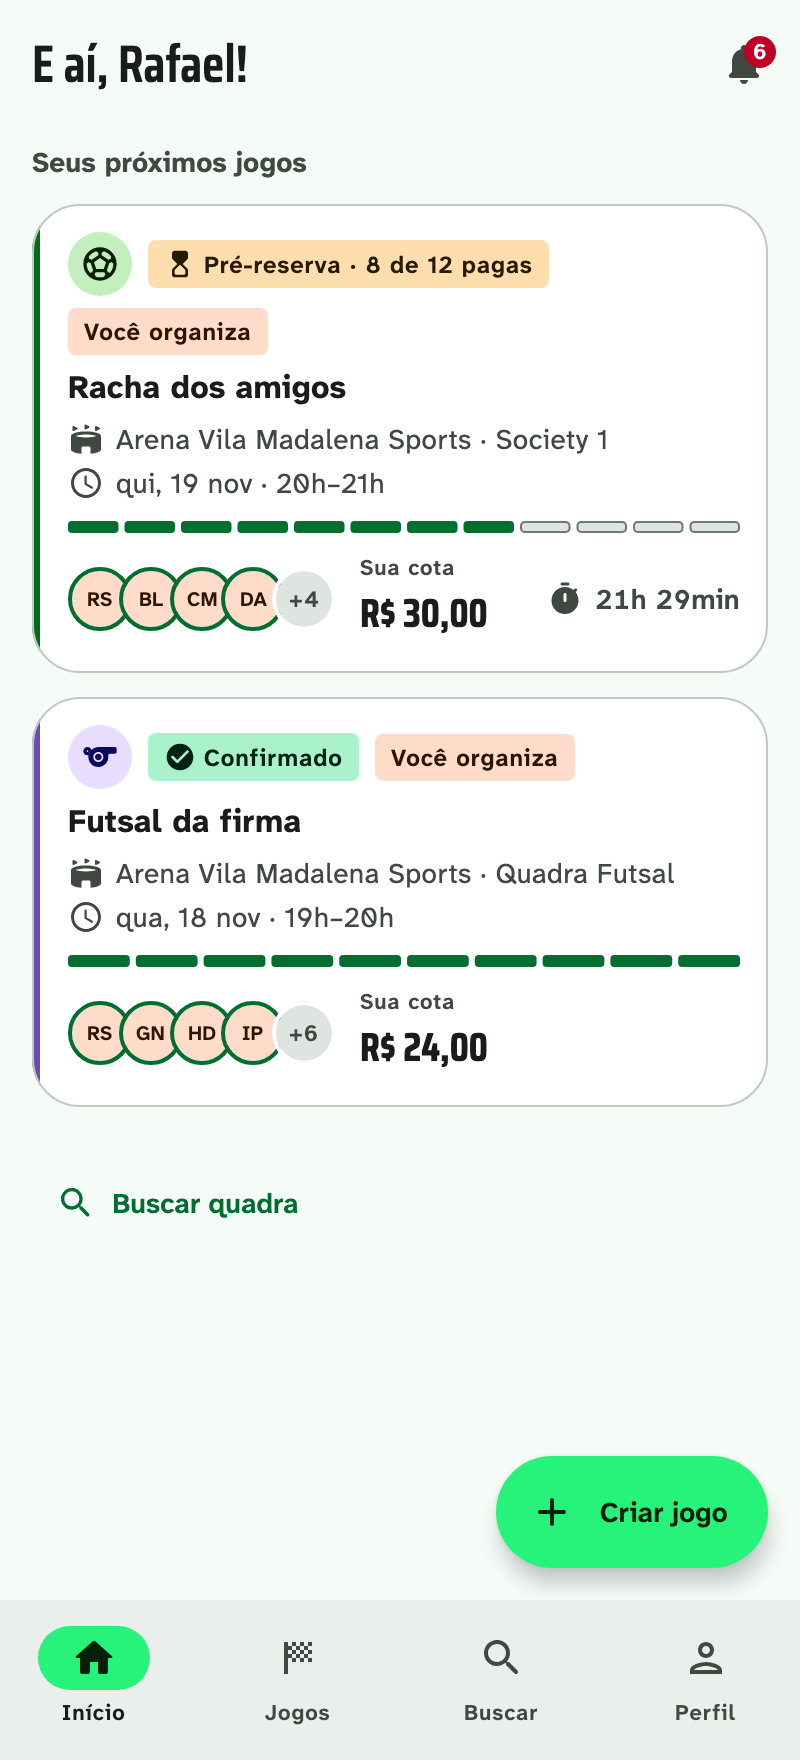 E aí, Rafael!
6
Seus próximos jogos
Pré-reserva · 8 de 12 pagas
Você organiza
Racha dos amigos
Arena Vila Madalena Sports · Society 1
qui, 19 nov · 20h–21h
RS BL CM DA +4
Sua cota
R$ 30,00
21h 29min
Confirmado
Você organiza
Futsal da firma
Arena Vila Madalena Sports · Quadra Futsal
qua, 18 nov · 19h–20h
RS GN HD IP +6
Sua cota
R$ 24,00
Buscar quadra
Criar jogo
Início
Jogos
Buscar
Perfil